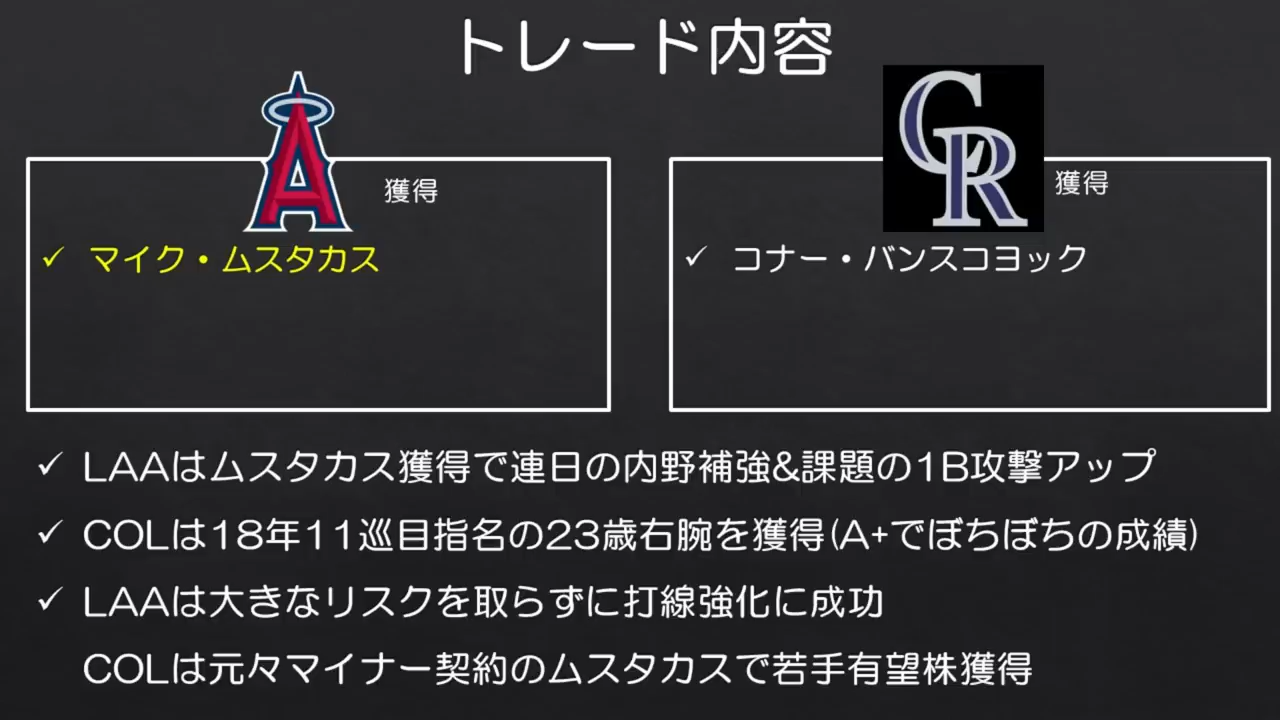 トレード内容
獲得
獲得
✓ マイク・ムスタカス
✓ コナー・バンスコヨック
✓ LAAはムスタカス獲得で連日の内野補強&課題の1B攻撃アップ
✓ COLは18年11巡目指名の23歳右腕を獲得(A+でぼちぼちの成績)
✓ LAAは大きなリスクを取らずに打線強化に成功
COLは元々マイナー契約のムスタカスで若手有望株獲得